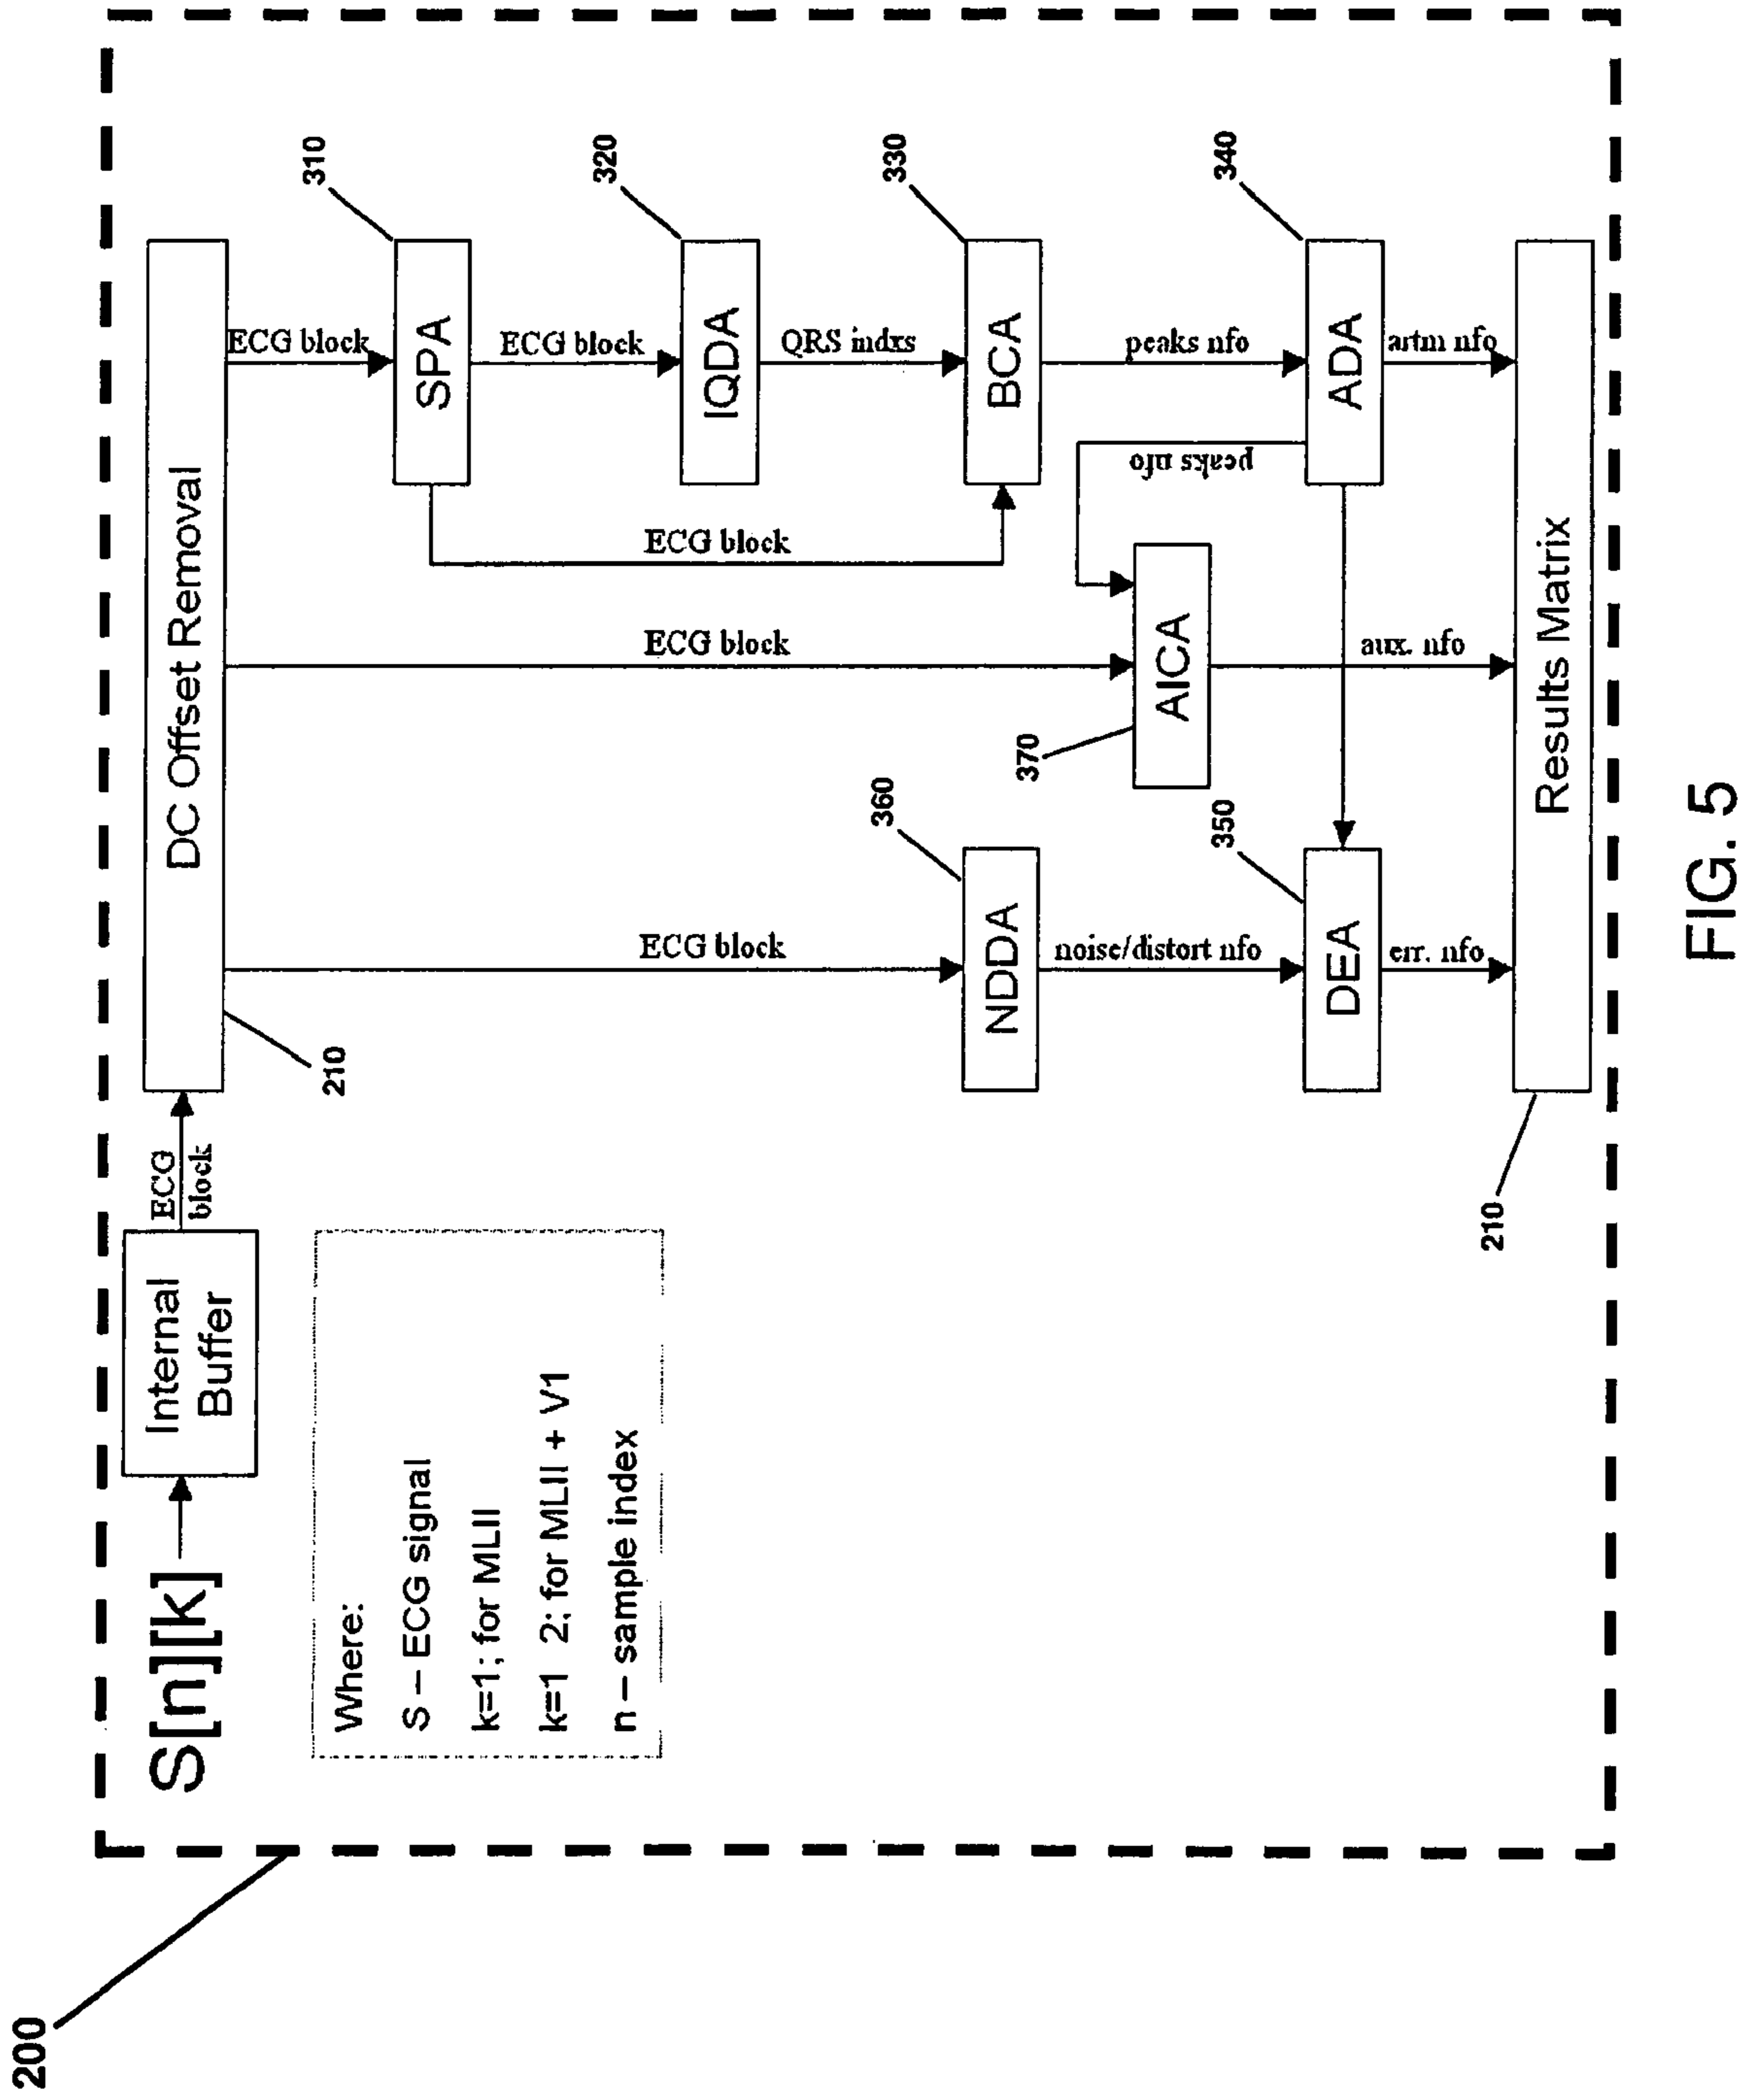 200
S[n][k]
Internal
Buffer
ECG
block
DC Offset Removal
210
Where:
S – ECG signal
k=1; for MLII
k=1 2; for MLII + V1
n – sample index
ECG block
310
SPA
ECG block
320
IQDA
ECG block
QRS indxs
330
BCA
ECG block
ECG block
360
NDDA
peaks nfo
peaks nfo
370
AICA
340
ADA
noise/distort nfo
350
DEA
artm nfo
aux. nfo
err. nfo
210
Results Matrix
FIG. 5